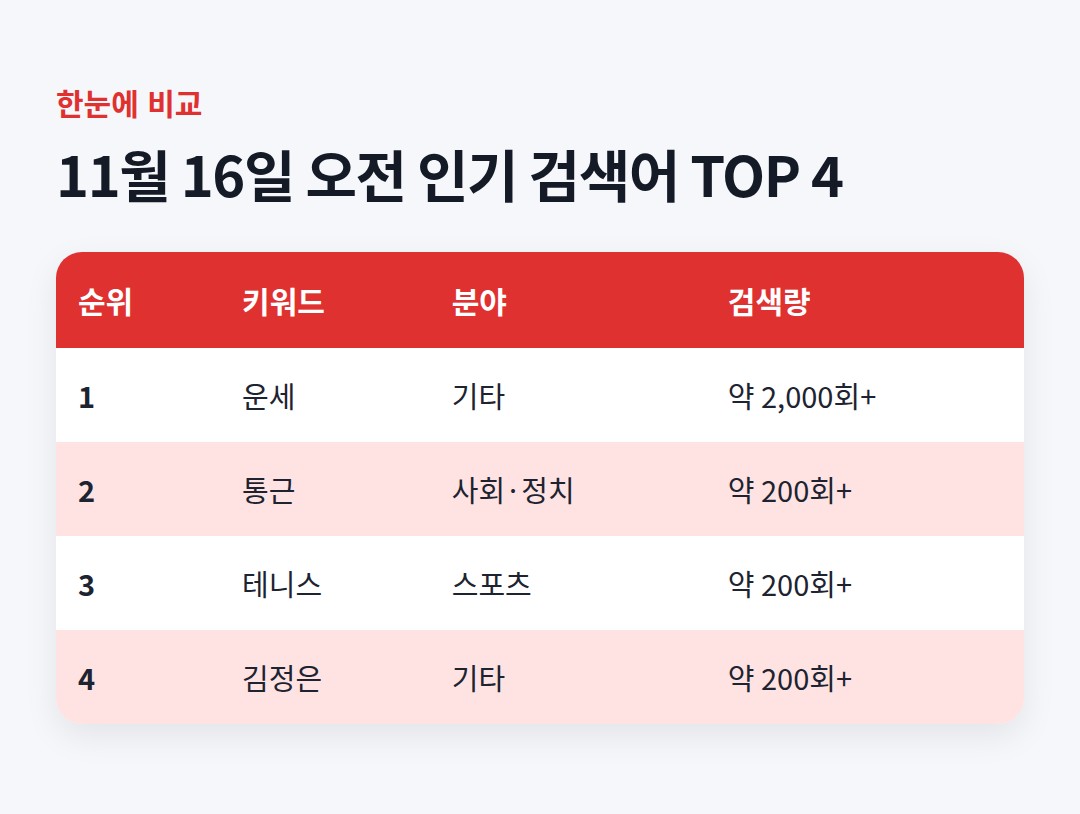 한눈에 비교
11월 16일 오전 인기 검색어 TOP 4
순위 키워드 분야 검색량
1 운세 기타 약 2,000회+
2 통근 사회·정치 약 200회+
3 테니스 스포츠 약 200회+
4 김정은 기타 약 200회+